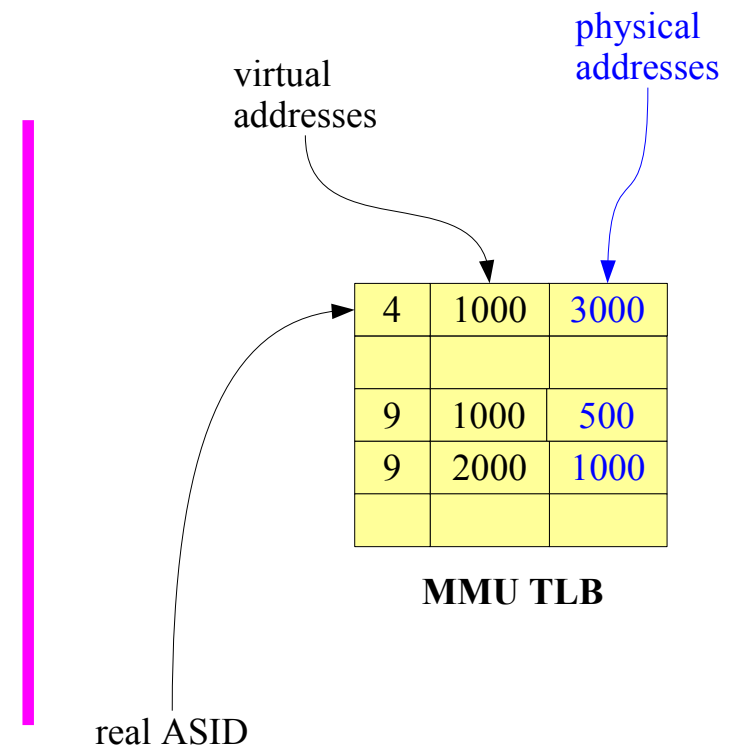 physical
addresses
virtual
addresses
4 1000 3000
9 1000 500
9 2000 1000
MMU TLB
real ASID